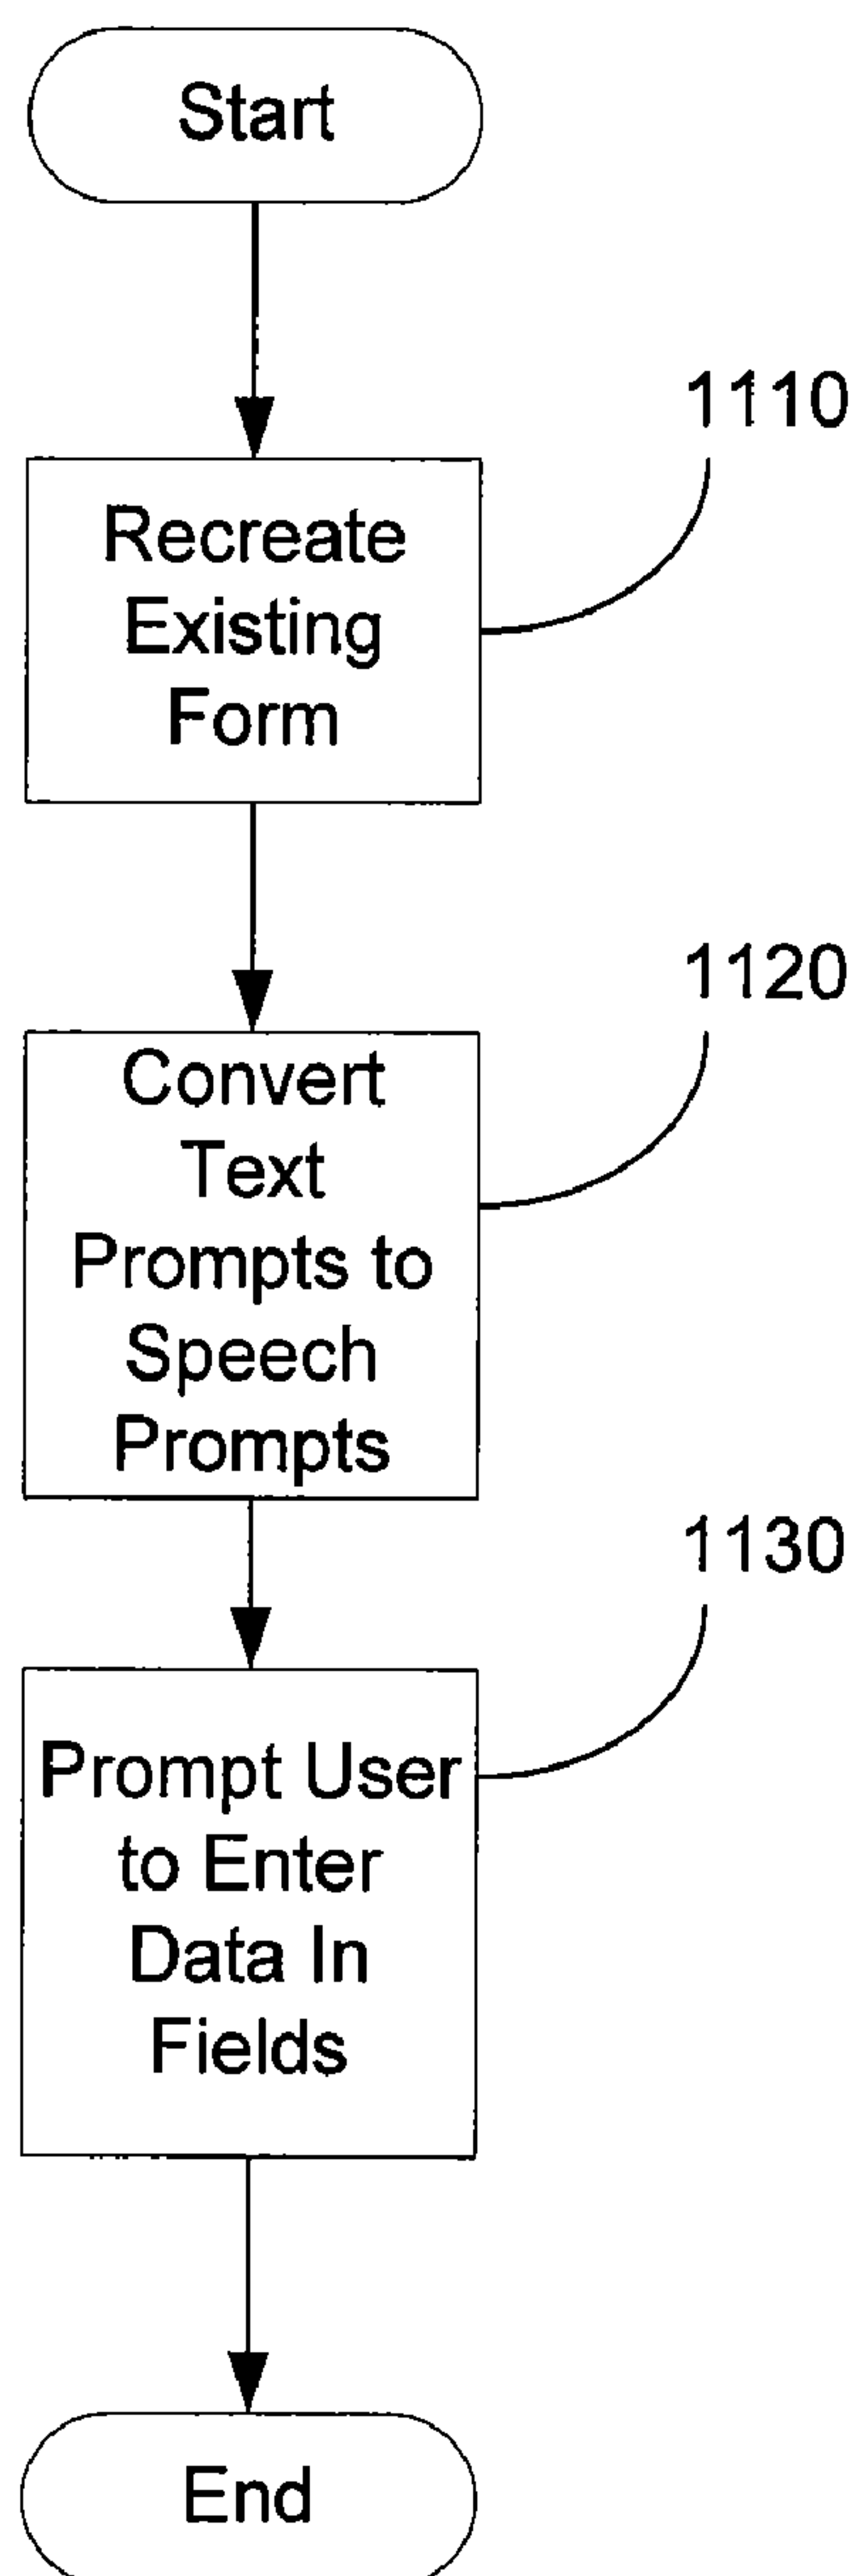 Start
1110
Recreate
Existing
Form
1120
Convert
Text
Prompts to
Speech
Prompts
1130
Prompt User
to Enter
Data In
Fields
End